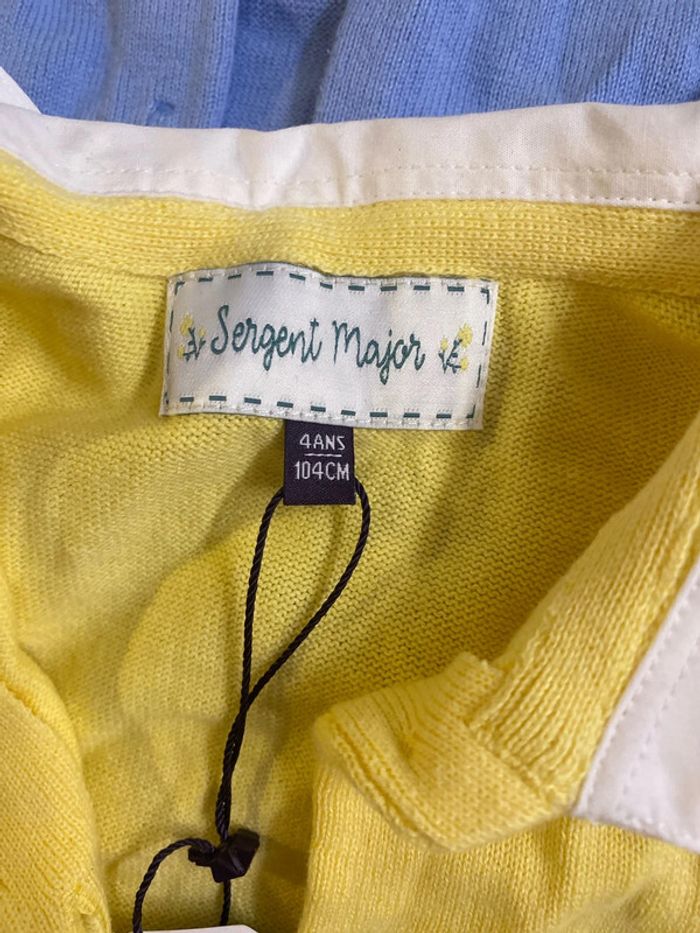 Sergent Major
4ANS
104CM